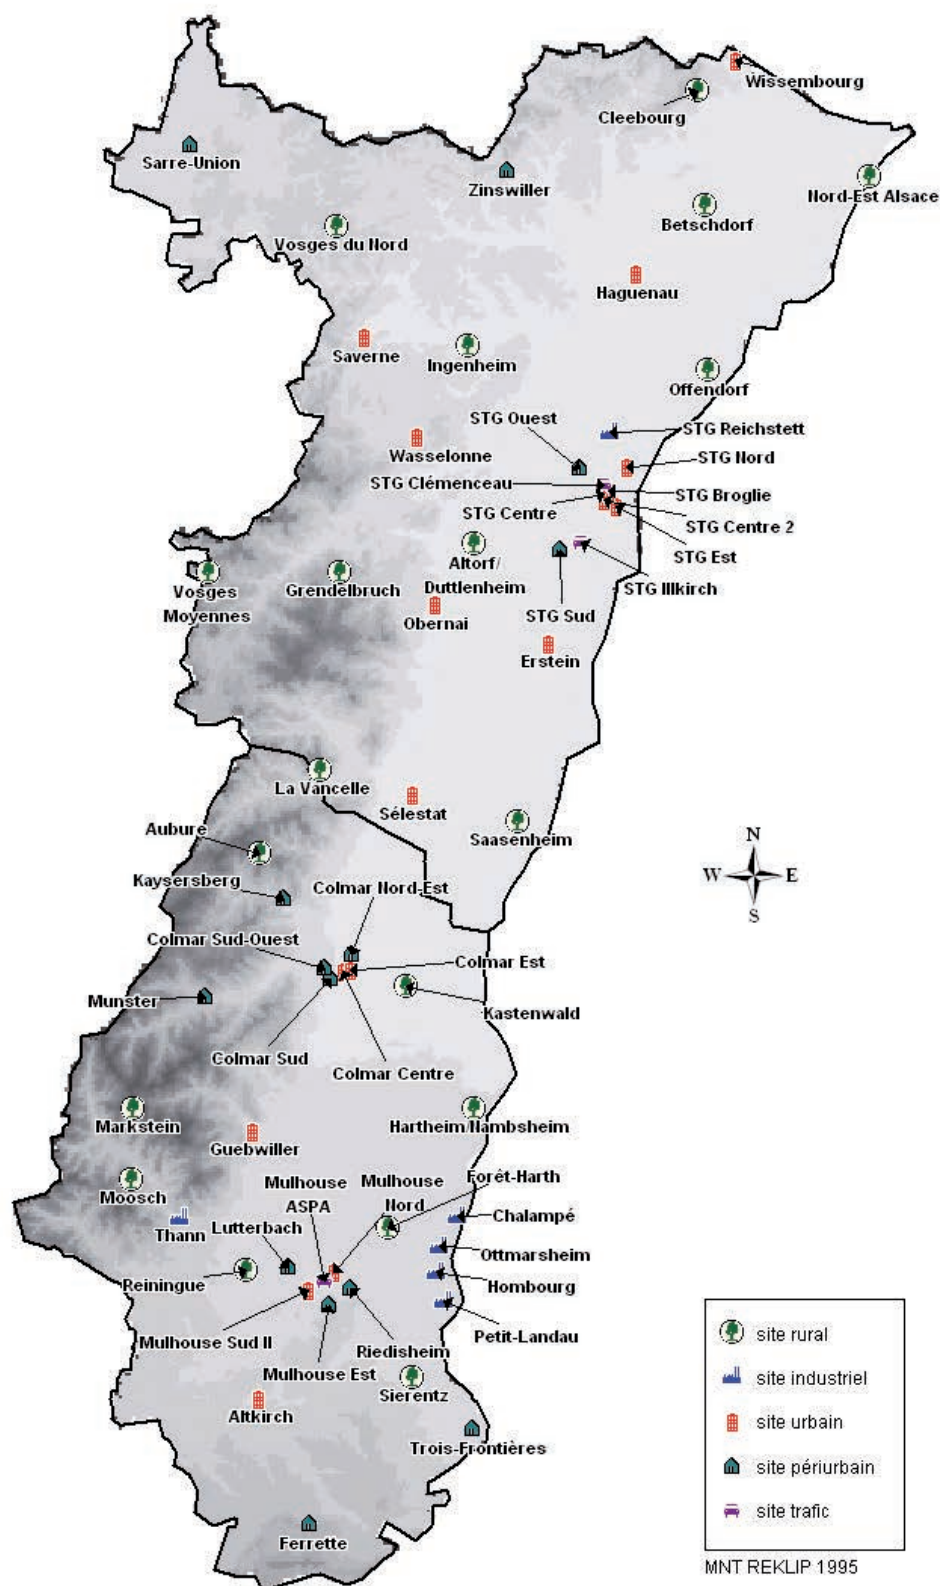 Wissembourg
Cleebourg
Sarre-Union
Zinswiller
Nord-Est Alsace
Betschdorf
Vosges du Nord
Haguenau
Saverne
Ingenheim
Offendorf
STG Ouest
STG Reichstett
Wasselonne
STG Nord
STG Clémenceau
STG Broglie
STG Centre
STG Centre 2
STG Est
Altorf/
Duttlenheim
Vosges
Moyennes
Grendelbruch
STG Illkirch
Obernai
STG Sud
Erstein
La Vancelle
Sélestat
Aubure
Saasenheim
N
W
E
S
Kaysersberg
Colmar Nord-Est
Colmar Sud-Ouest
Colmar Est
Munster
Kastenwald
Colmar Sud
Colmar Centre
Markstein
Hartheim/Nambsheim
Guebwiller
Moosch
Mulhouse
ASPA
Mulhouse
Nord
Forêt-Harth
Chalampé
Thann
Lutterbach
Ottmarsheim
Reiningue
Hombourg
Petit-Landau
Mulhouse Sud II
Riedisheim
Mulhouse Est
Sierentz
Altkirch
Trois-Frontières
Ferrette
site rural
site industriel
site urbain
site périurbain
site trafic
MNT REKLIP 1995